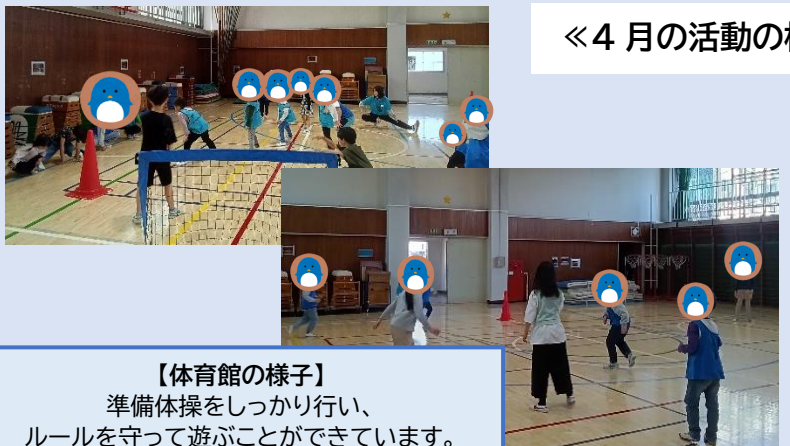 ≪4月の活動の
【体育館の様子】
準備体操をしっかり行い、
ルールを守って遊ぶことができています。